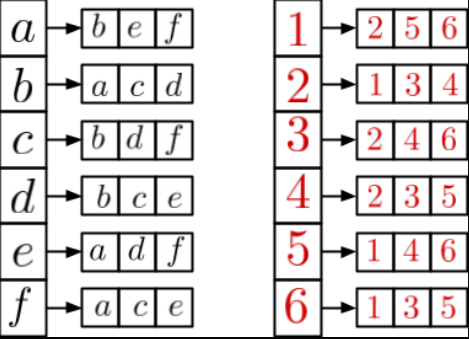 a b e f 1 2 5 6
b a c d 2 1 3 4
c b d f 3 2 4 6
d b c e 4 2 3 5
e a d f 5 1 4 6
f a c e 6 1 3 5